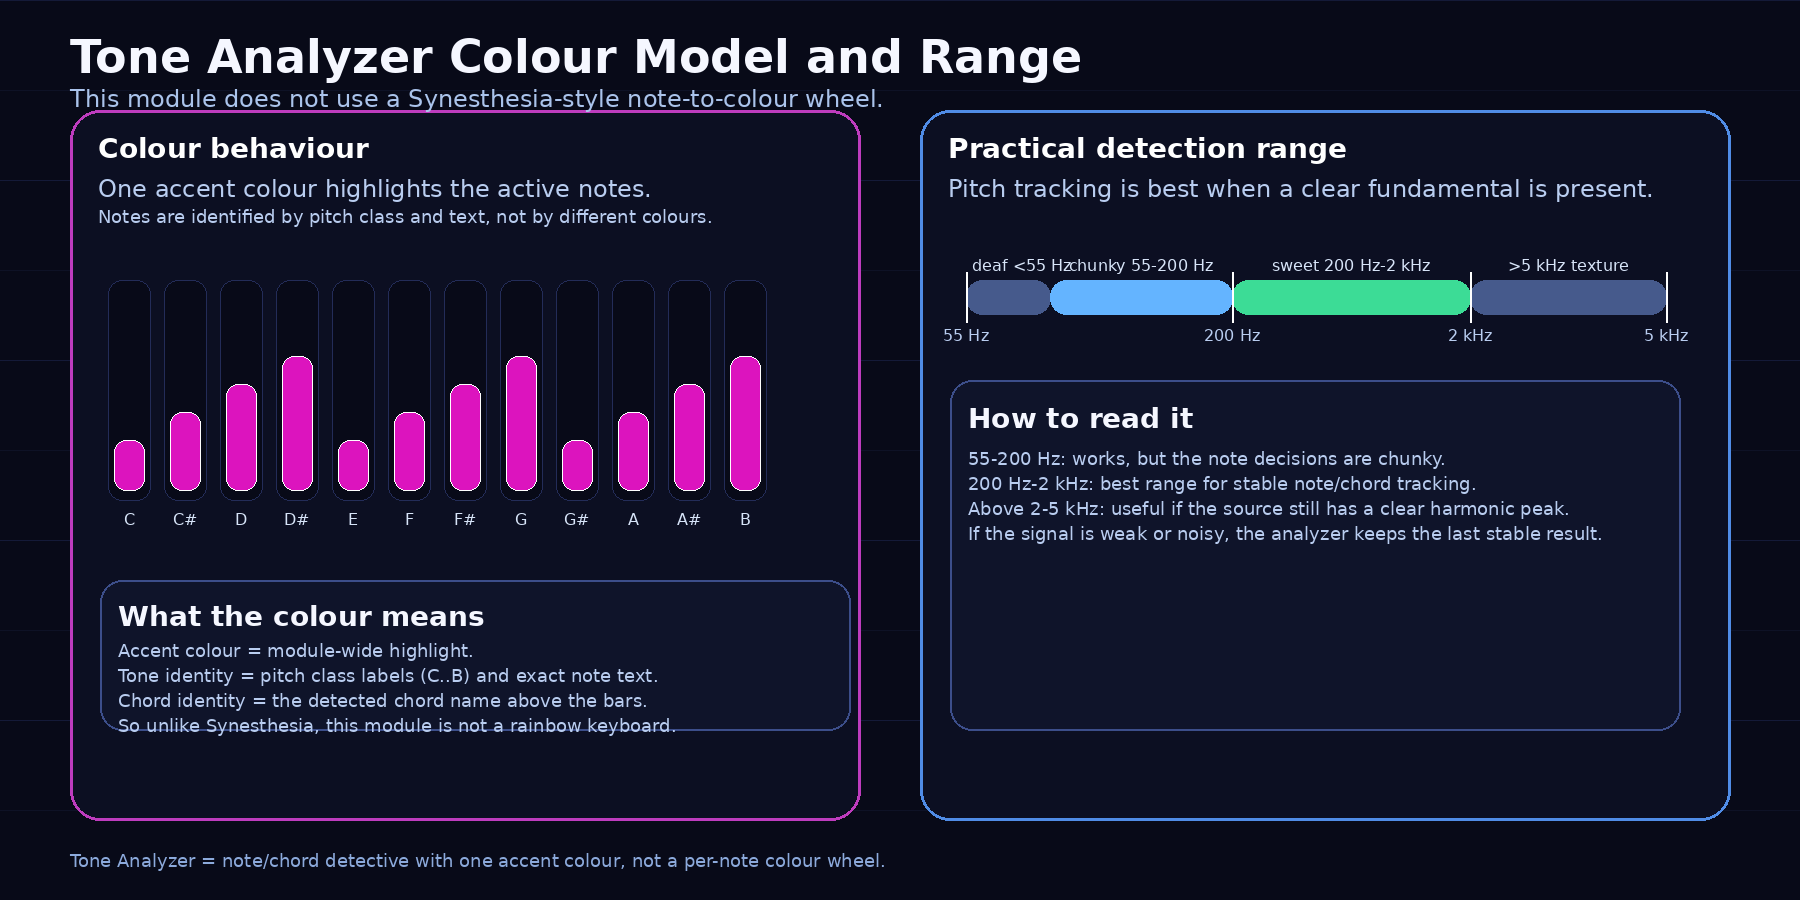 Tone Analyzer Colour Model and Range
This module does not use a Synesthesia-style note-to-colour wheel.
Colour behaviour
One accent colour highlights the active notes.
Notes are identified by pitch class and text, not by different colours.
C C# D D# E F F# G G# A A# B
What the colour means
Accent colour = module-wide highlight.
Tone identity = pitch class labels (C..B) and exact note text.
Chord identity = the detected chord name above the bars.
So unlike Synesthesia, this module is not a rainbow keyboard.
Practical detection range
Pitch tracking is best when a clear fundamental is present.
deaf <55 Hz chunky 55-200 Hz sweet 200 Hz-2 kHz >5 kHz texture
55 Hz 200 Hz 2 kHz 5 kHz
How to read it
55-200 Hz: works, but the note decisions are chunky.
200 Hz-2 kHz: best range for stable note/chord tracking.
Above 2-5 kHz: useful if the source still has a clear harmonic peak.
If the signal is weak or noisy, the analyzer keeps the last stable result.
Tone Analyzer = note/chord detective with one accent colour, not a per-note colour wheel.